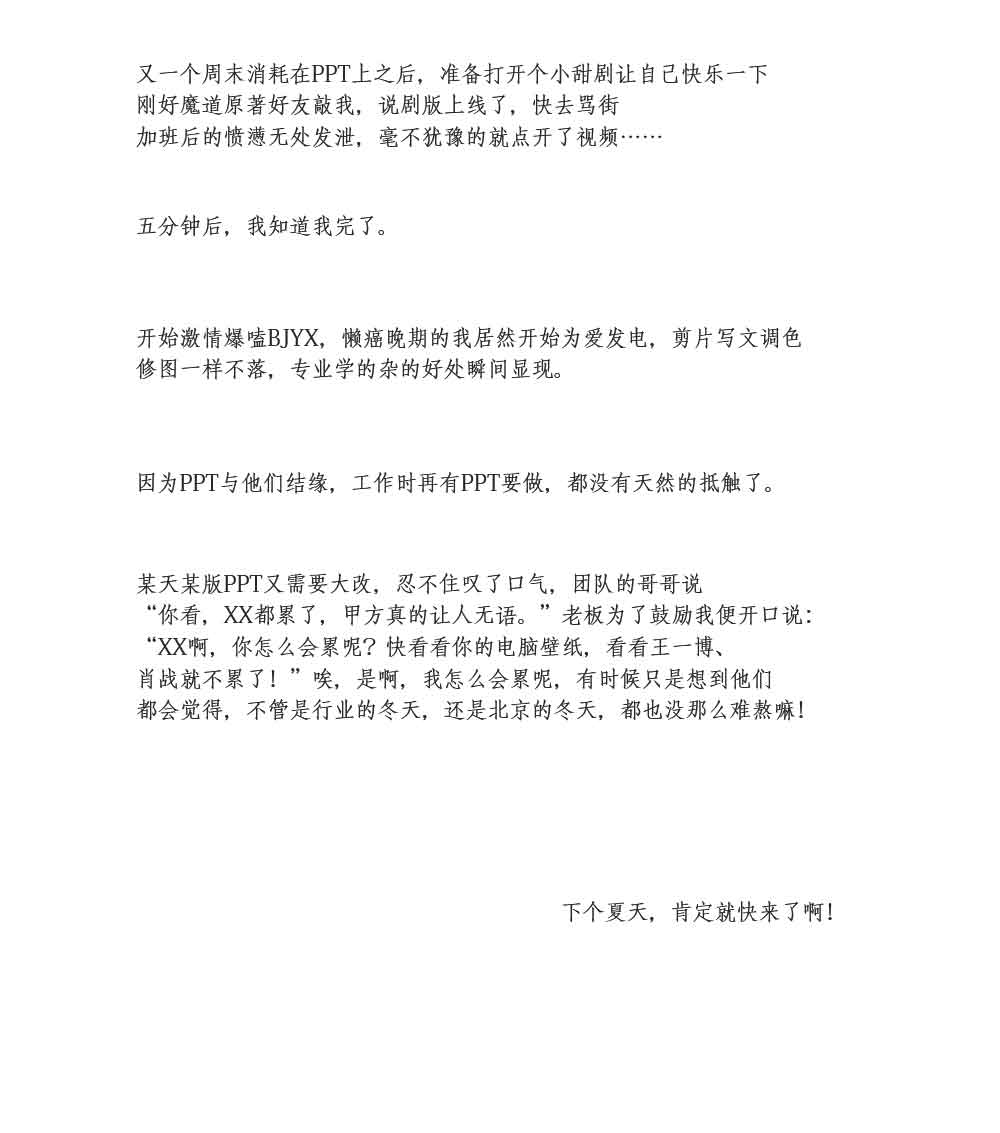 又一个周末消耗在PPT上之后，准备打开个小甜剧让自己快乐一下
刚好魔道原著好友敲我，说剧版上线了，快去骂街
加班后的愤懑无处发泄，毫不犹豫的就点开了视频……
五分钟后，我知道我完了。
开始激情爆嗑BJYX，懒癌晚期的我居然开始为爱发电，剪片写文调色
修图一样不落，专业学的杂的好处瞬间显现。
因为PPT与他们结缘，工作时再有PPT要做，都没有天然的抵触了。
某天某版PPT又需要大改，忍不住叹了口气，团队的哥哥说
“你看，XX都累了，甲方真的让人无语。”老板为了鼓励我便开口说：
“XX啊，你怎么会累呢？快看看你的电脑壁纸，看看王一博、
肖战就不累了！”唉，是啊，我怎么会累呢，有时候只是想到他们
都会觉得，不管是行业的冬天，还是北京的冬天，都也没那么难熬嘛！
下个夏天，肯定就快来了啊！